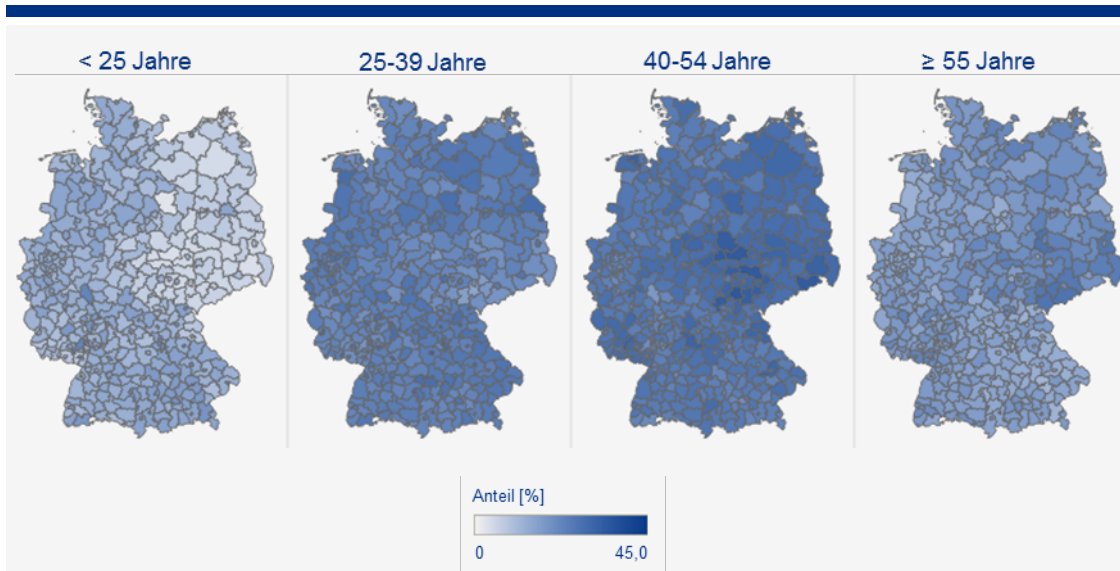 < 25 Jahre
25-39 Jahre
40-54 Jahre
≥ 55 Jahre
Anteil [%]
0
45,0